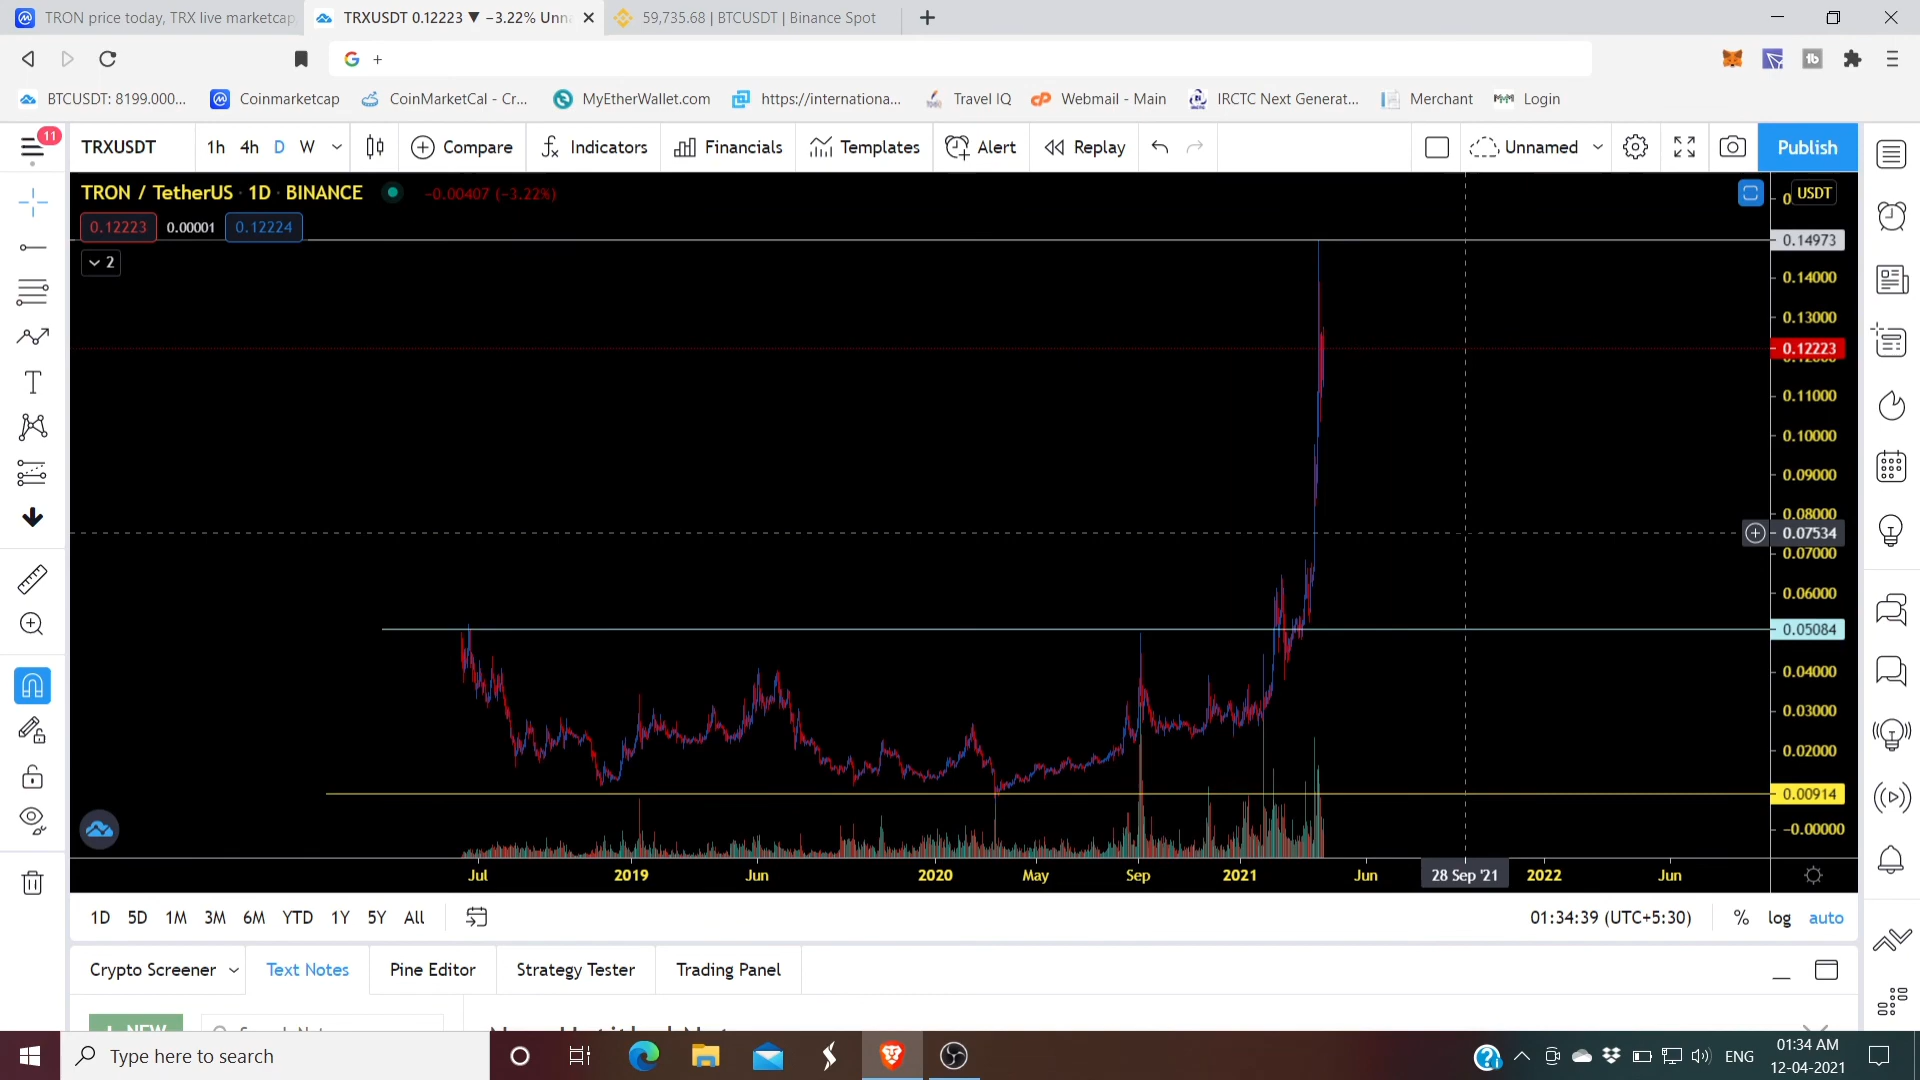 TRON price today, TRX live marketcap
TRXUSDT 0.12223 ▼ −3.22% Unn
59,735.68 | BTCUSDT | Binance Spot
BTCUSDT: 8199.000...
Coinmarketcap
CoinMarketCal - Cr...
MyEtherWallet.com
https://internationa...
Travel IQ
Webmail - Main
IRCTC Next Generat...
Merchant
Login
11
TRXUSDT
1h 4h D W
Compare
Indicators
Financials
Templates
Alert
Replay
Unnamed
Publish
TRON / TetherUS · 1D · BINANCE
−0.00407 (−3.22%)
USDT
0.12223 0.00001 0.12224
2
0.14973
0.14000
0.13000
0.12223
0.11000
0.10000
0.09000
0.08000
0.07534
0.07000
0.06000
0.05084
0.04000
0.03000
0.02000
0.00914
−0.00000
Jul 2019 Jun 2020 May Sep 2021 Jun 28 Sep '21 2022 Jun
1D 5D 1M 3M 6M YTD 1Y 5Y All
01:34:39 (UTC+5:30)
% log auto
Crypto Screener
Text Notes
Pine Editor
Strategy Tester
Trading Panel
NEW
Type here to search
ENG
01:34 AM
12-04-2021